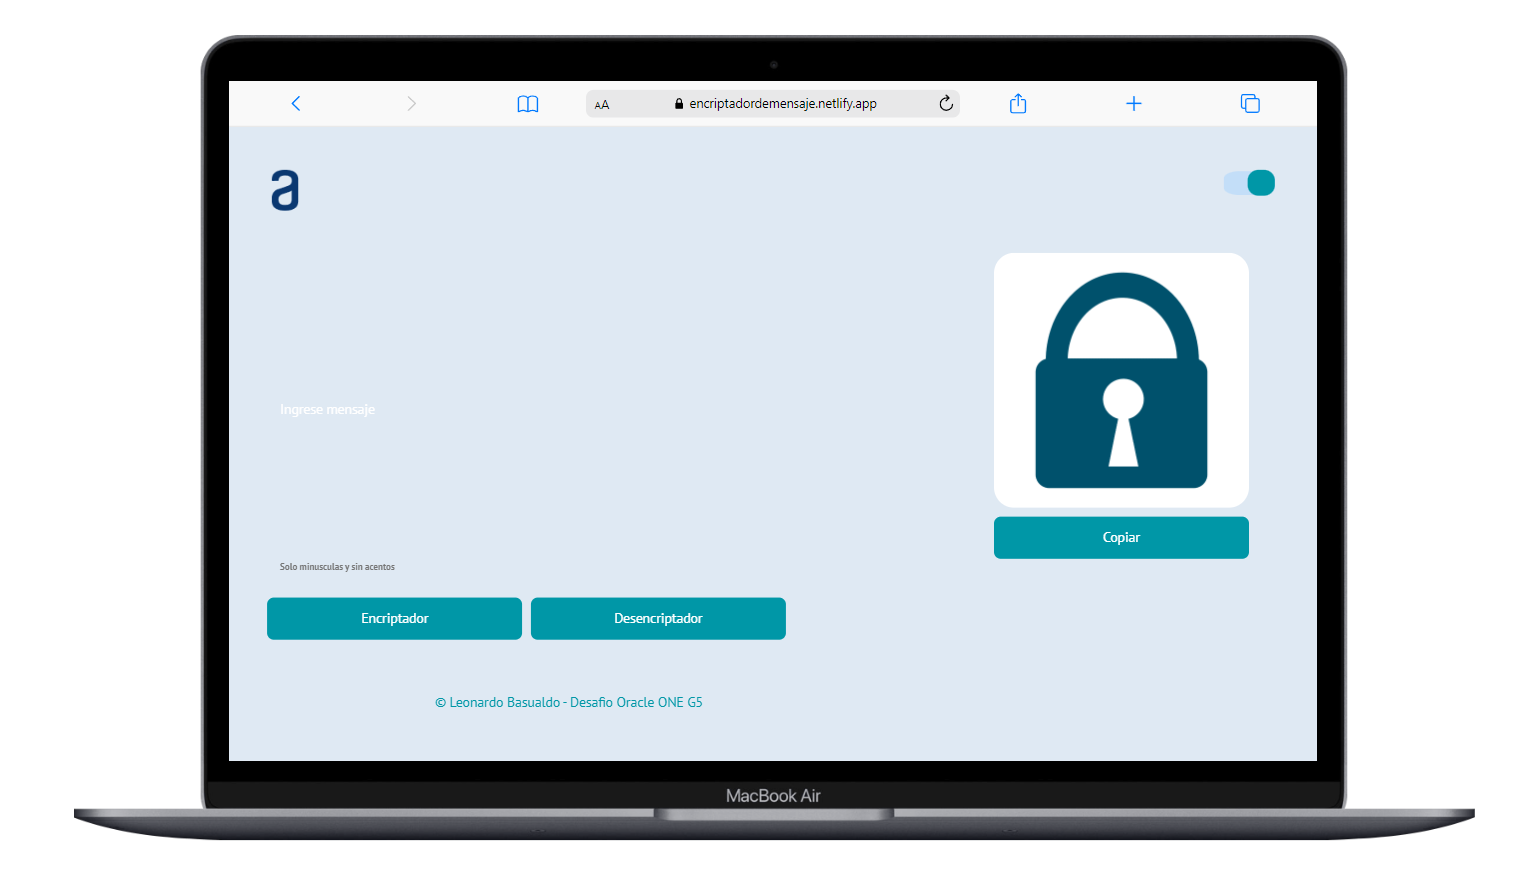 AA
encriptadordemensaje.netlify.app
a
Ingrese mensaje
Copiar
Solo minusculas y sin acentos
Encriptador
Desencriptador
© Leonardo Basualdo - Desafio Oracle ONE G5
MacBook Air